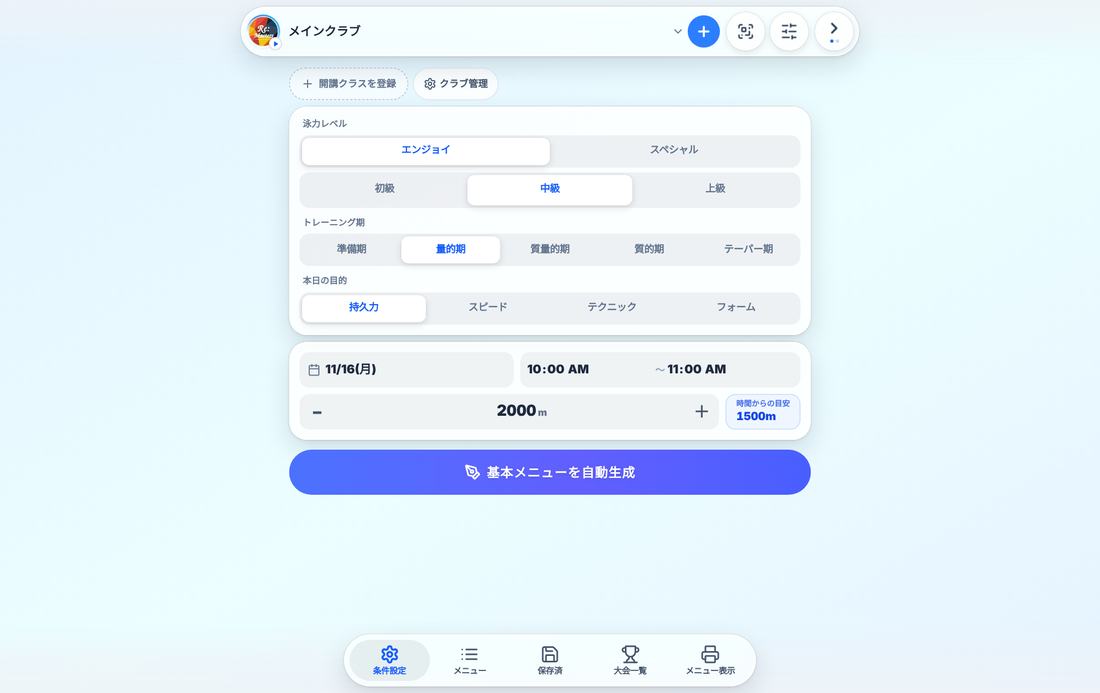 メインクラブ
開講クラスを登録
クラブ管理
泳力レベル
エンジョイ スペシャル
初級 中級 上級
トレーニング期
準備期 量的期 質量的期 質的期 テーパー期
本日の目的
持久力 スピード テクニック フォーム
11/16(月) 10:00 AM ～ 11:00 AM
− 2000 m + 時間からの目安
1500m
基本メニューを自動生成
条件設定 メニュー 保存済 大会一覧 メニュー表示